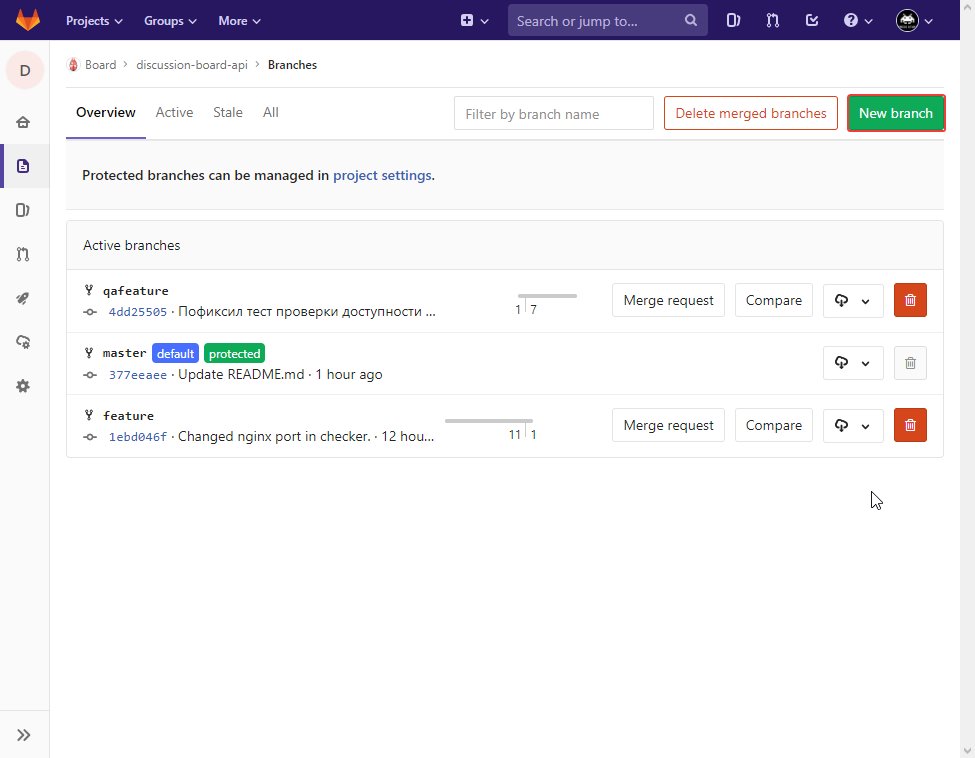 Projects Groups More Search or jump to...
D
Board > discussion-board-api > Branches
Overview Active Stale All Filter by branch name Delete merged branches New branch
Protected branches can be managed in project settings.
Active branches
qafeature
4dd25505 · Пофиксил тест проверки доступности ... 1 7 Merge request Compare
master default protected
377eeaee · Update README.md · 1 hour ago
feature
1ebd046f · Changed nginx port in checker. · 12 hou... 11 1 Merge request Compare